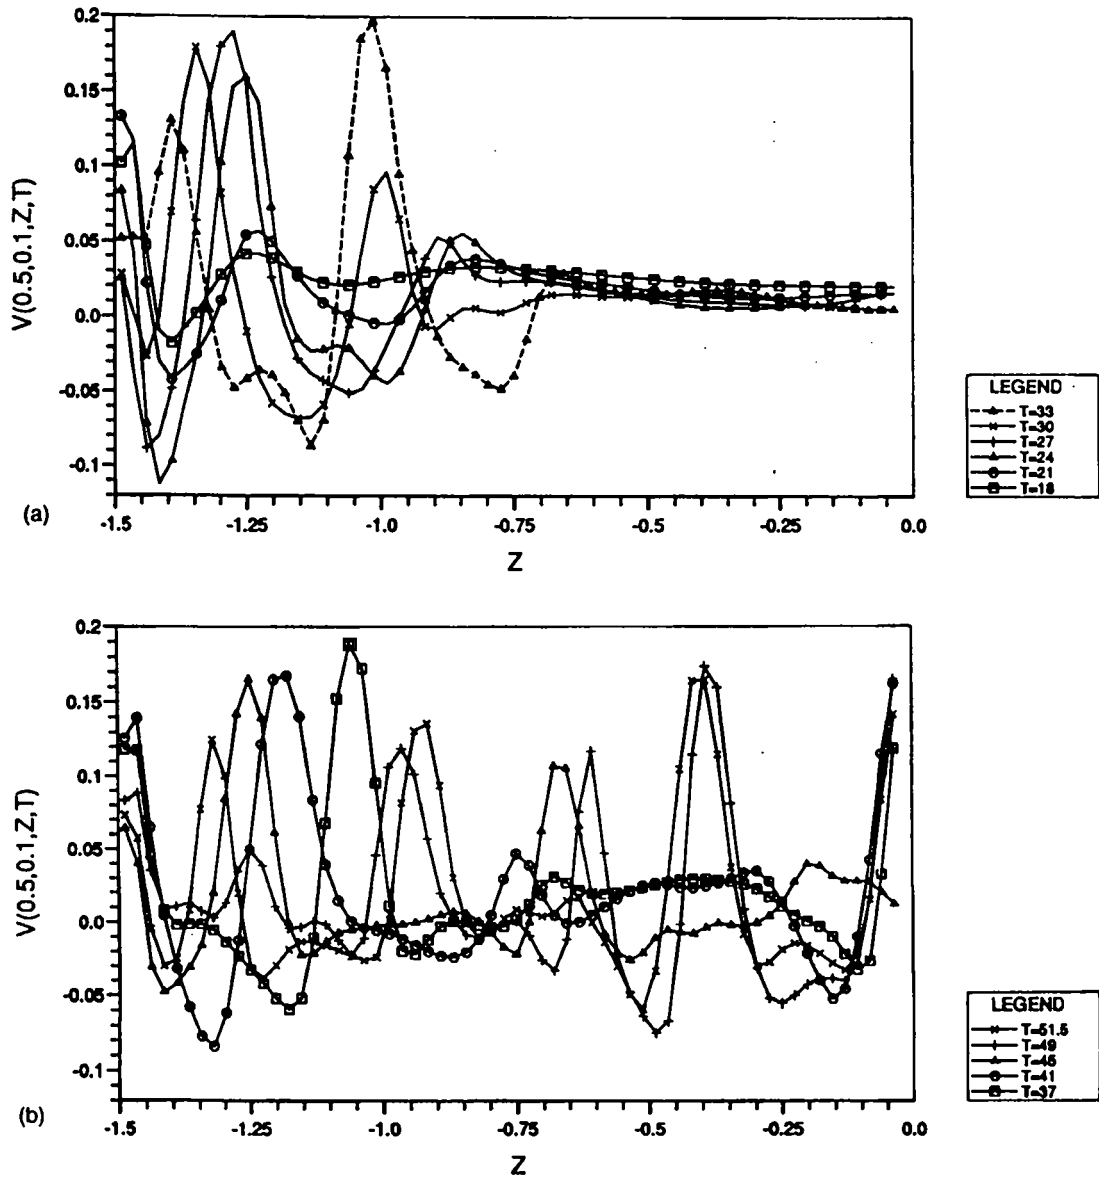 0.2
0.15
0.1
0.05
0.0
-0.05
-0.1
V(0.5,0.1,Z,T)
-1.5
-1.25
-1.0
-0.75
-0.5
-0.25
0.0
Z
(a)
LEGEND
T=33
T=30
T=27
T=24
T=21
T=18
0.2
0.15
0.1
0.05
0.0
-0.05
-0.1
V(0.5,0.1,Z,T)
-1.5
-1.25
-1.0
-0.75
-0.5
-0.25
0.0
Z
(b)
LEGEND
T=51.5
T=49
T=45
T=41
T=37